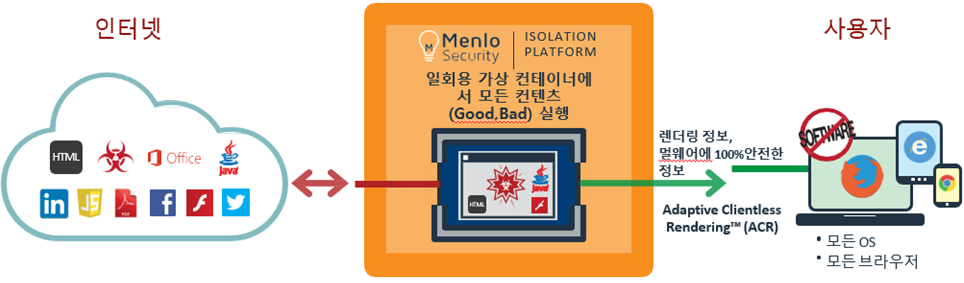 인터넷
HTML
Office
Java
in
JS
PDF
f
Menlo
Security
ISOLATION
PLATFORM
일회용 가상 컨테이너에
서 모든 컨텐츠
(Good,Bad) 실행
HTML
Java
렌더링 정보,
멀웨어에 100%안전한
정보
Adaptive Clientless
Rendering™ (ACR)
사용자
SOFTWARE
• 모든 OS
• 모든 브라우저